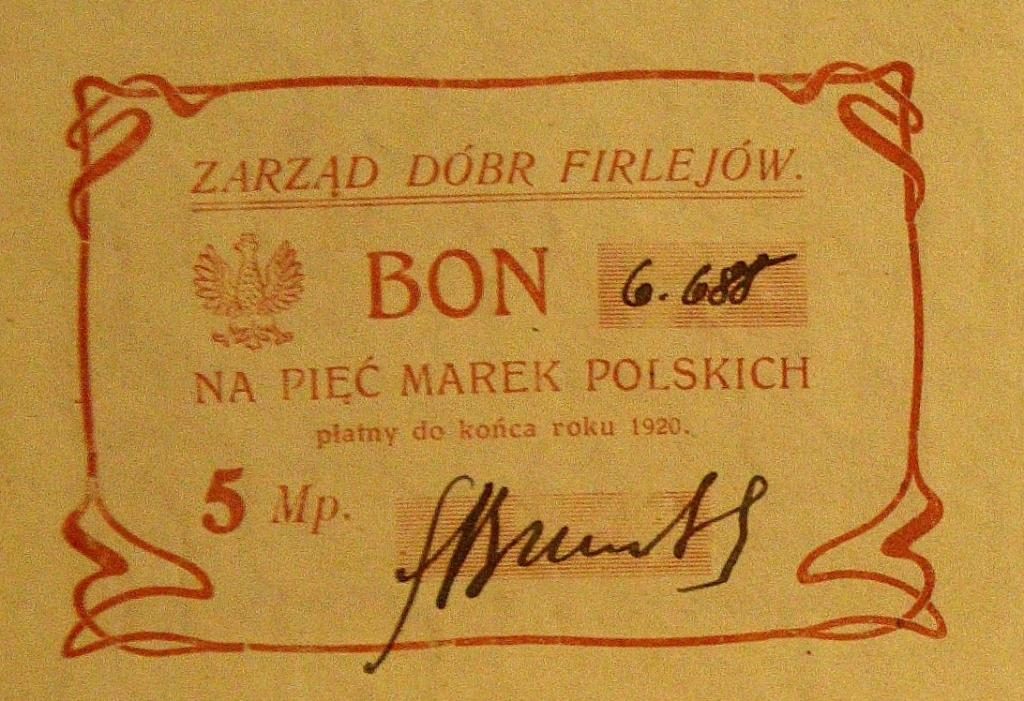 ZARZĄD DÓBR FIRLEJÓW.
BON 6.688
NA PIĘĆ MAREK POLSKICH
płatny do końca roku 1920.
5 Mp.